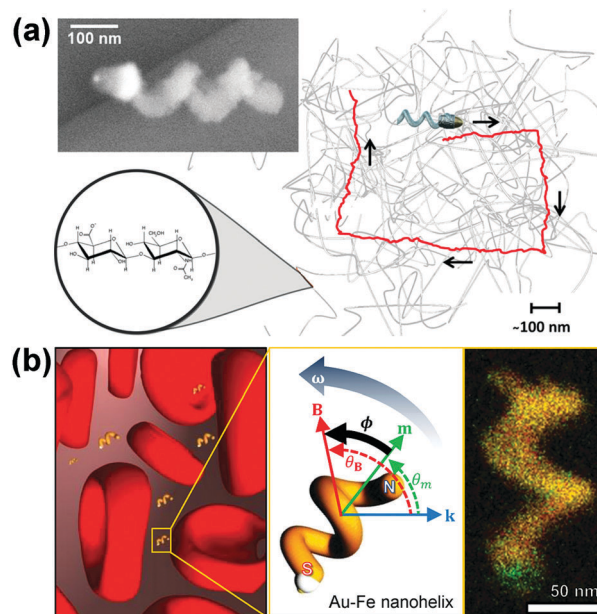 (a)
100 nm
~100 nm
(b)
ω
B
ϕ
m
θB
θm
N
k
S
Au-Fe nanohelix
50 nm